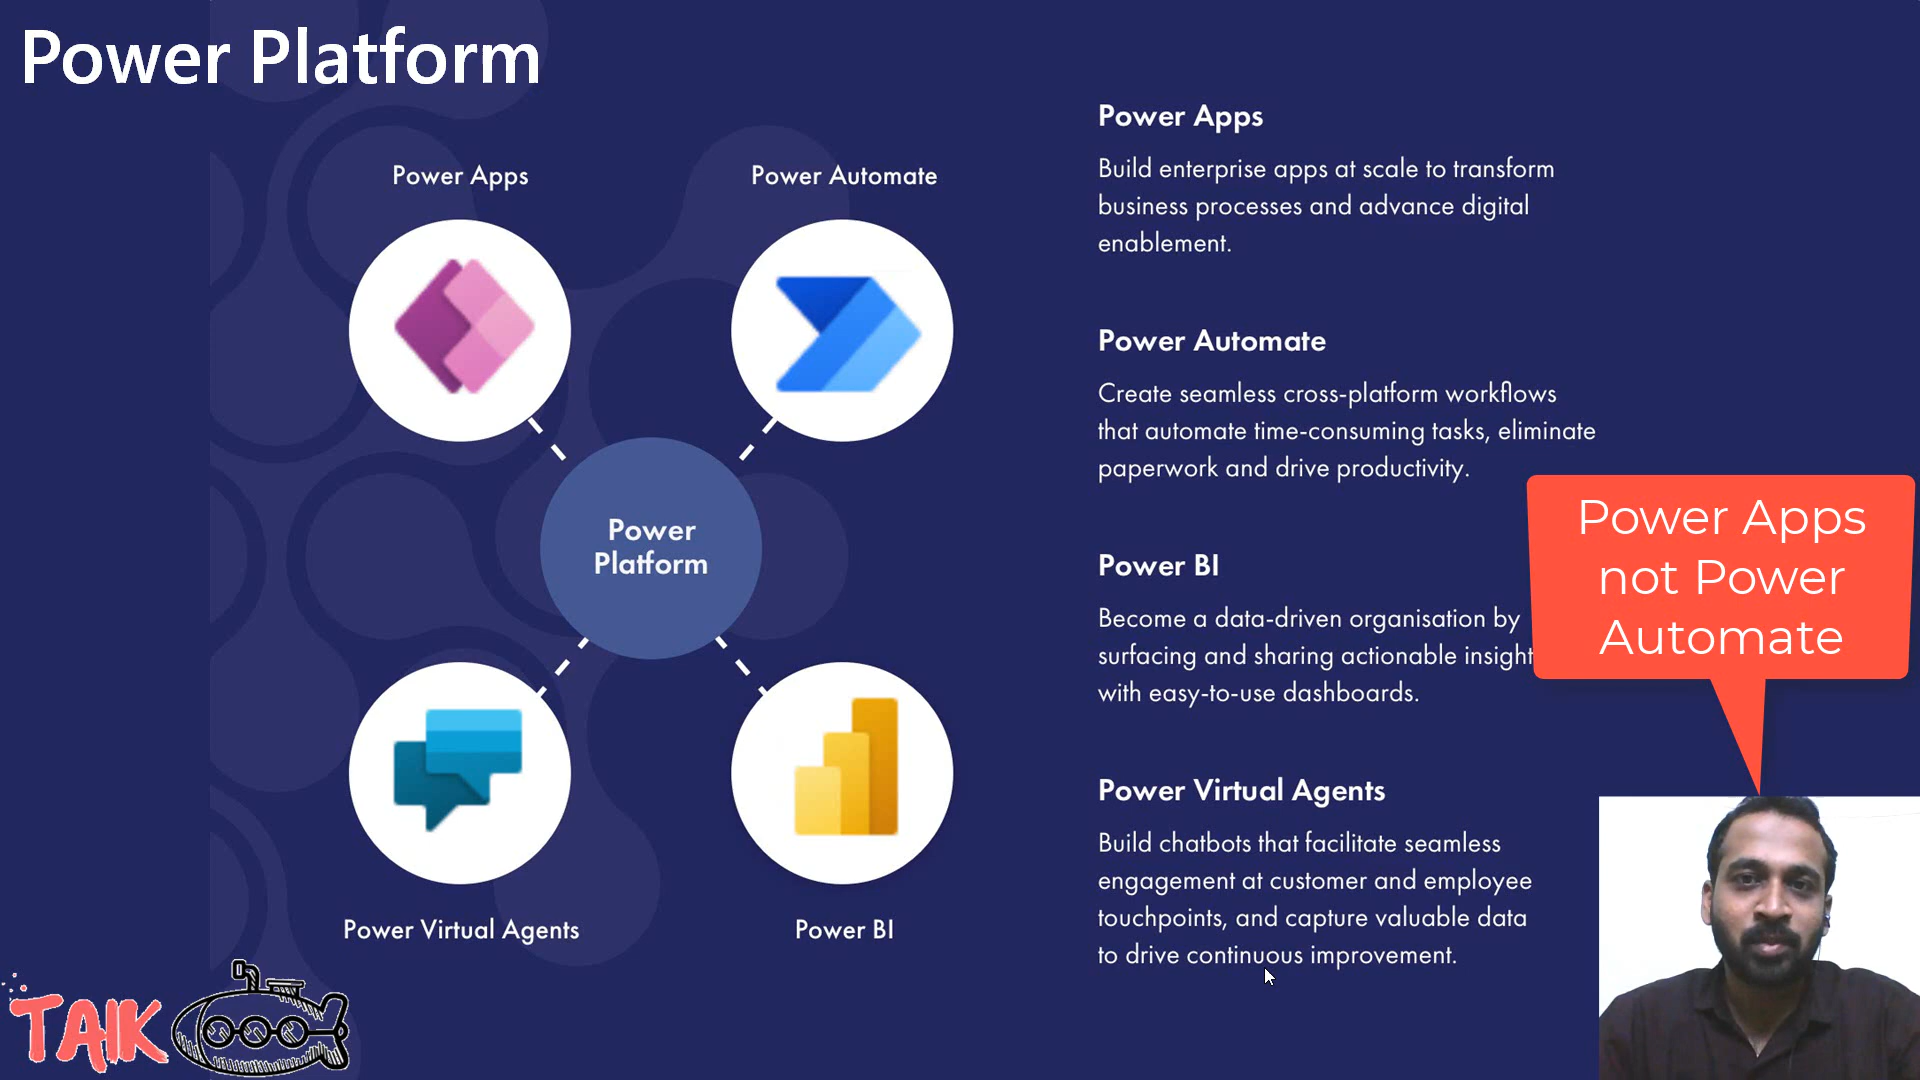 Power Platform
Power Apps
Power Automate
Power
Platform
Power Virtual Agents
Power BI
Power Apps
Build enterprise apps at scale to transform
business processes and advance digital
enablement.
Power Automate
Create seamless cross-platform workflows
that automate time-consuming tasks, eliminate
paperwork and drive productivity.
Power BI
Become a data-driven organisation by
surfacing and sharing actionable insight
with easy-to-use dashboards.
Power Virtual Agents
Build chatbots that facilitate seamless
engagement at customer and employee
touchpoints, and capture valuable data
to drive continuous improvement.
Power Apps
not Power
Automate
TAIK